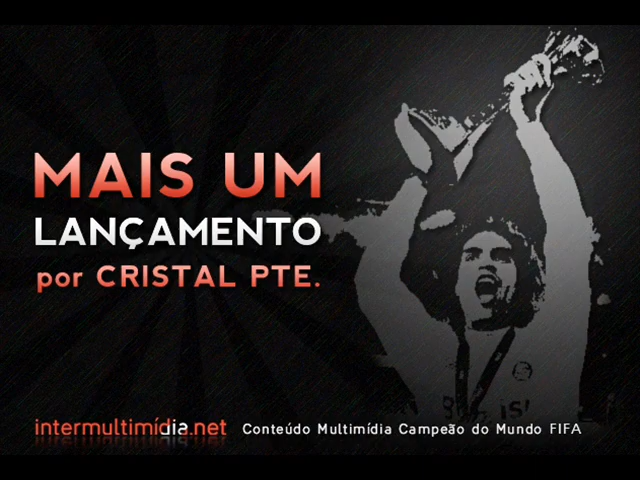 MAIS UM
LANÇAMENTO
por CRISTAL PTE.
intermultimídia.net Conteúdo Multimídia Campeão do Mundo FIFA